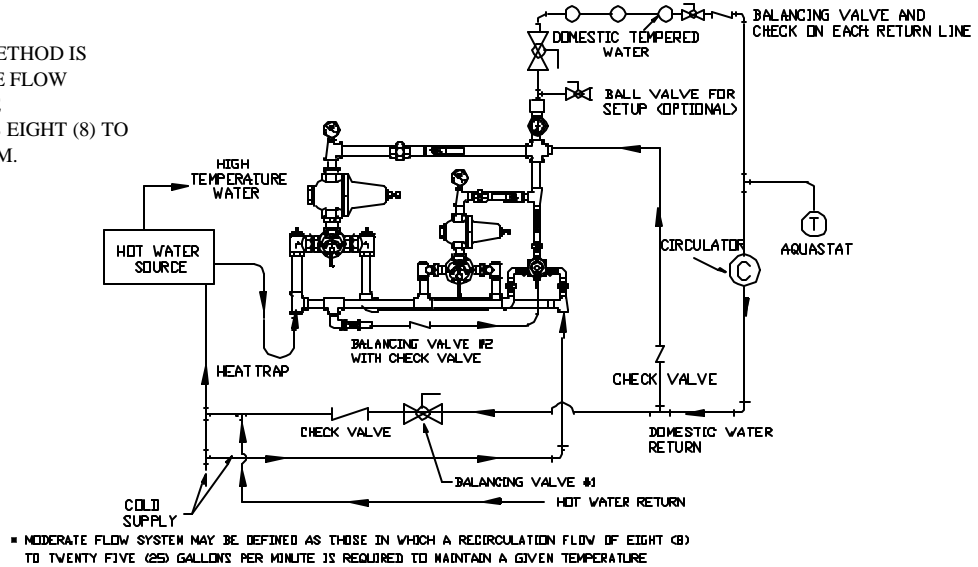 ETHOD IS
E FLOW
EIGHT (8) TO
M.
BALANCING VALVE AND
CHECK ON EACH RETURN LINE
DOMESTIC TEMPERED
WATER
BALL VALVE FOR
SETUP (OPTIONAL)
HIGH
TEMPERATURE
WATER
HOT WATER
SOURCE
CIRCULATOR
T
AQUASTAT
C
BALANCING VALVE #2
WITH CHECK VALVE
HEAT TRAP
CHECK VALVE
CHECK VALVE
DOMESTIC WATER
RETURN
BALANCING VALVE #1
COLD
SUPPLY
HOT WATER RETURN
* MODERATE FLOW SYSTEM MAY BE DEFINED AS THOSE IN WHICH A RECIRCULATION FLOW OF EIGHT (8)
TO TWENTY FIVE (25) GALLONS PER MINUTE IS REQUIRED TO MAINTAIN A GIVEN TEMPERATURE